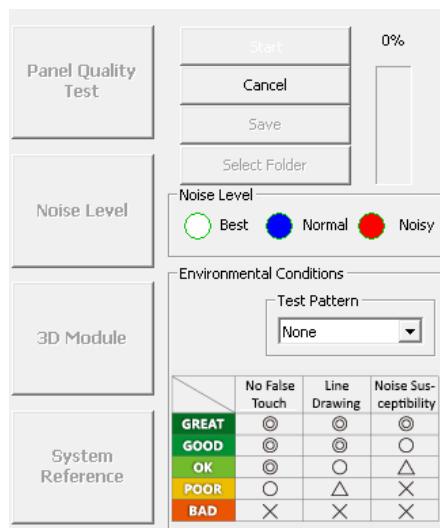 Panel Quality
Test
Noise Level
3D Module
System
Reference
Start
Cancel
Save
Select Folder
0%
Noise Level
Best Normal Noisy
Environmental Conditions
Test Pattern
None
No False
Touch
Line
Drawing
Noise Sus-
ceptibility
GREAT ◎ ◎ ◎
GOOD ◎ ◎ ○
OK ◎ ○ △
POOR ○ △ ×
BAD × × ×